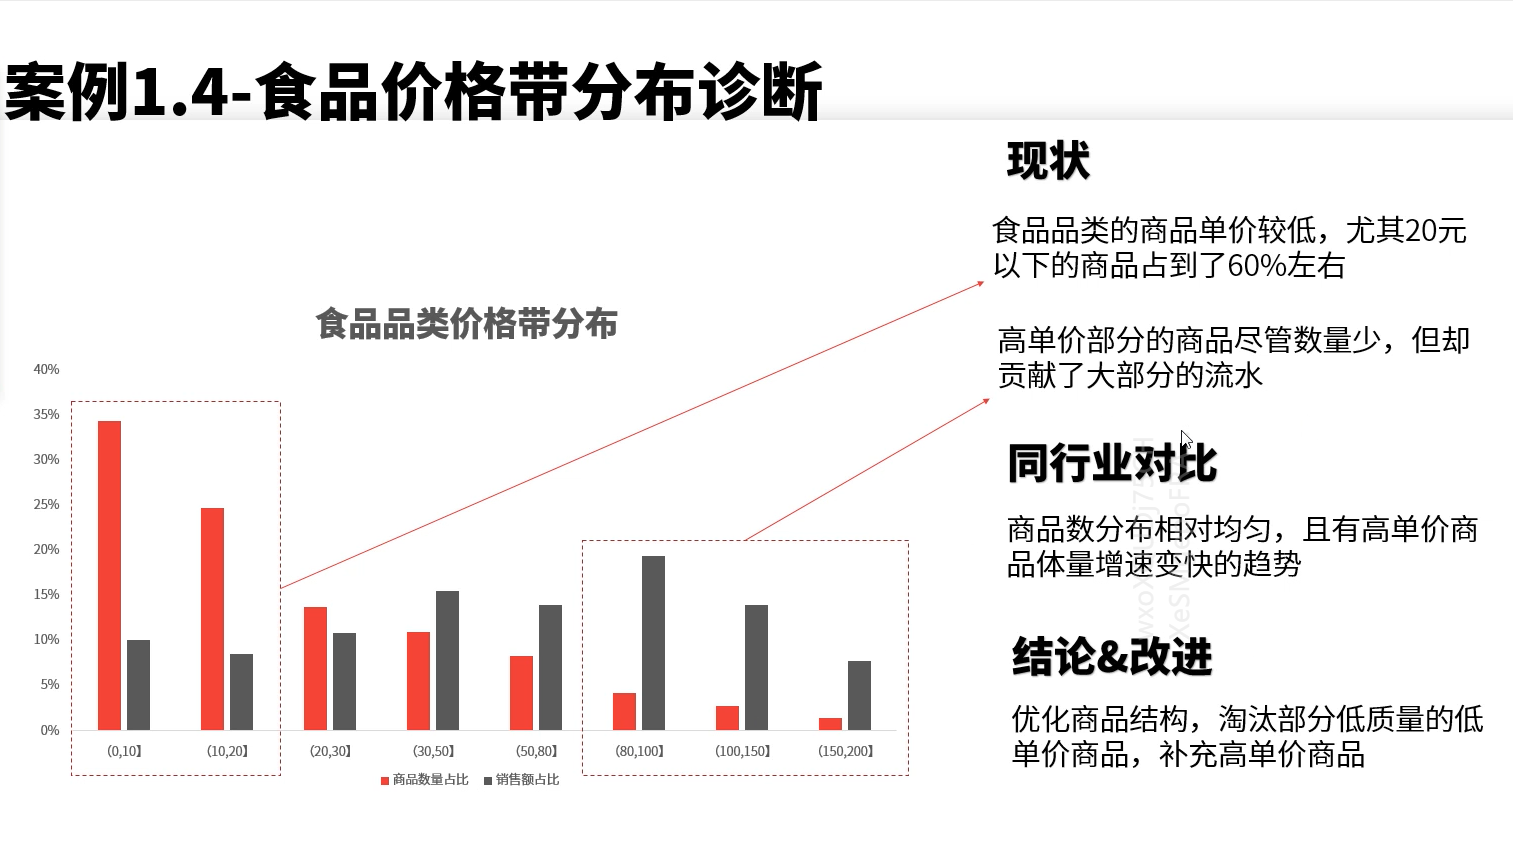 案例1.4-食品价格带分布诊断
现状
食品品类的商品单价较低，尤其20元
以下的商品占到了60%左右
高单价部分的商品尽管数量少，但却
贡献了大部分的流水
同行业对比
商品数分布相对均匀，且有高单价商
品体量增速变快的趋势
结论&改进
优化商品结构，淘汰部分低质量的低
单价商品，补充高单价商品
食品品类价格带分布
40%
35%
30%
25%
20%
15%
10%
5%
0%
(0,10】
(10,20】
(20,30】
(30,50】
(50,80】
(80,100】
(100,150】
(150,200】
商品数量占比
销售额占比